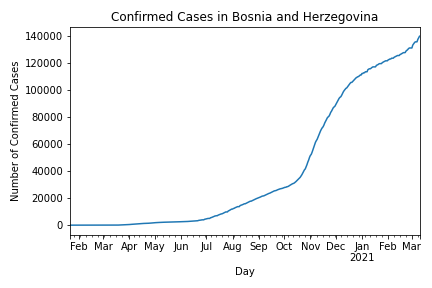 Confirmed Cases in Bosnia and Herzegovina
Number of Confirmed Cases
140000
120000
100000
80000
60000
40000
20000
0
Feb Mar Apr May Jun Jul Aug Sep Oct Nov Dec Jan Feb Mar
2021
Day